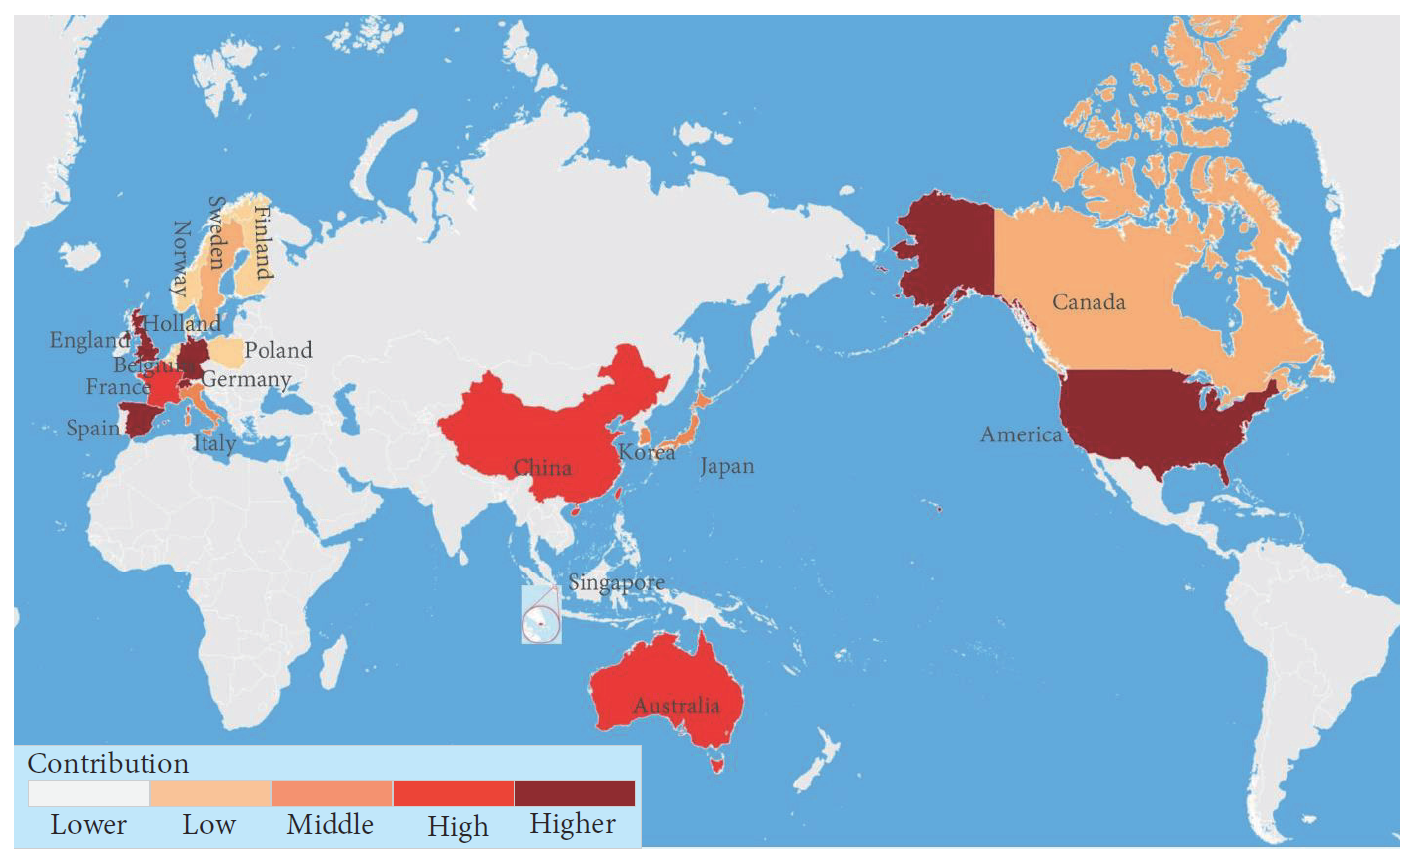 Sweden
Finland
Norway
Holland
England
Belgium
Poland
France
Germany
Spain
Italy
China
Korea
Japan
Singapore
Australia
Canada
America
Contribution
Lower
Low
Middle
High
Higher